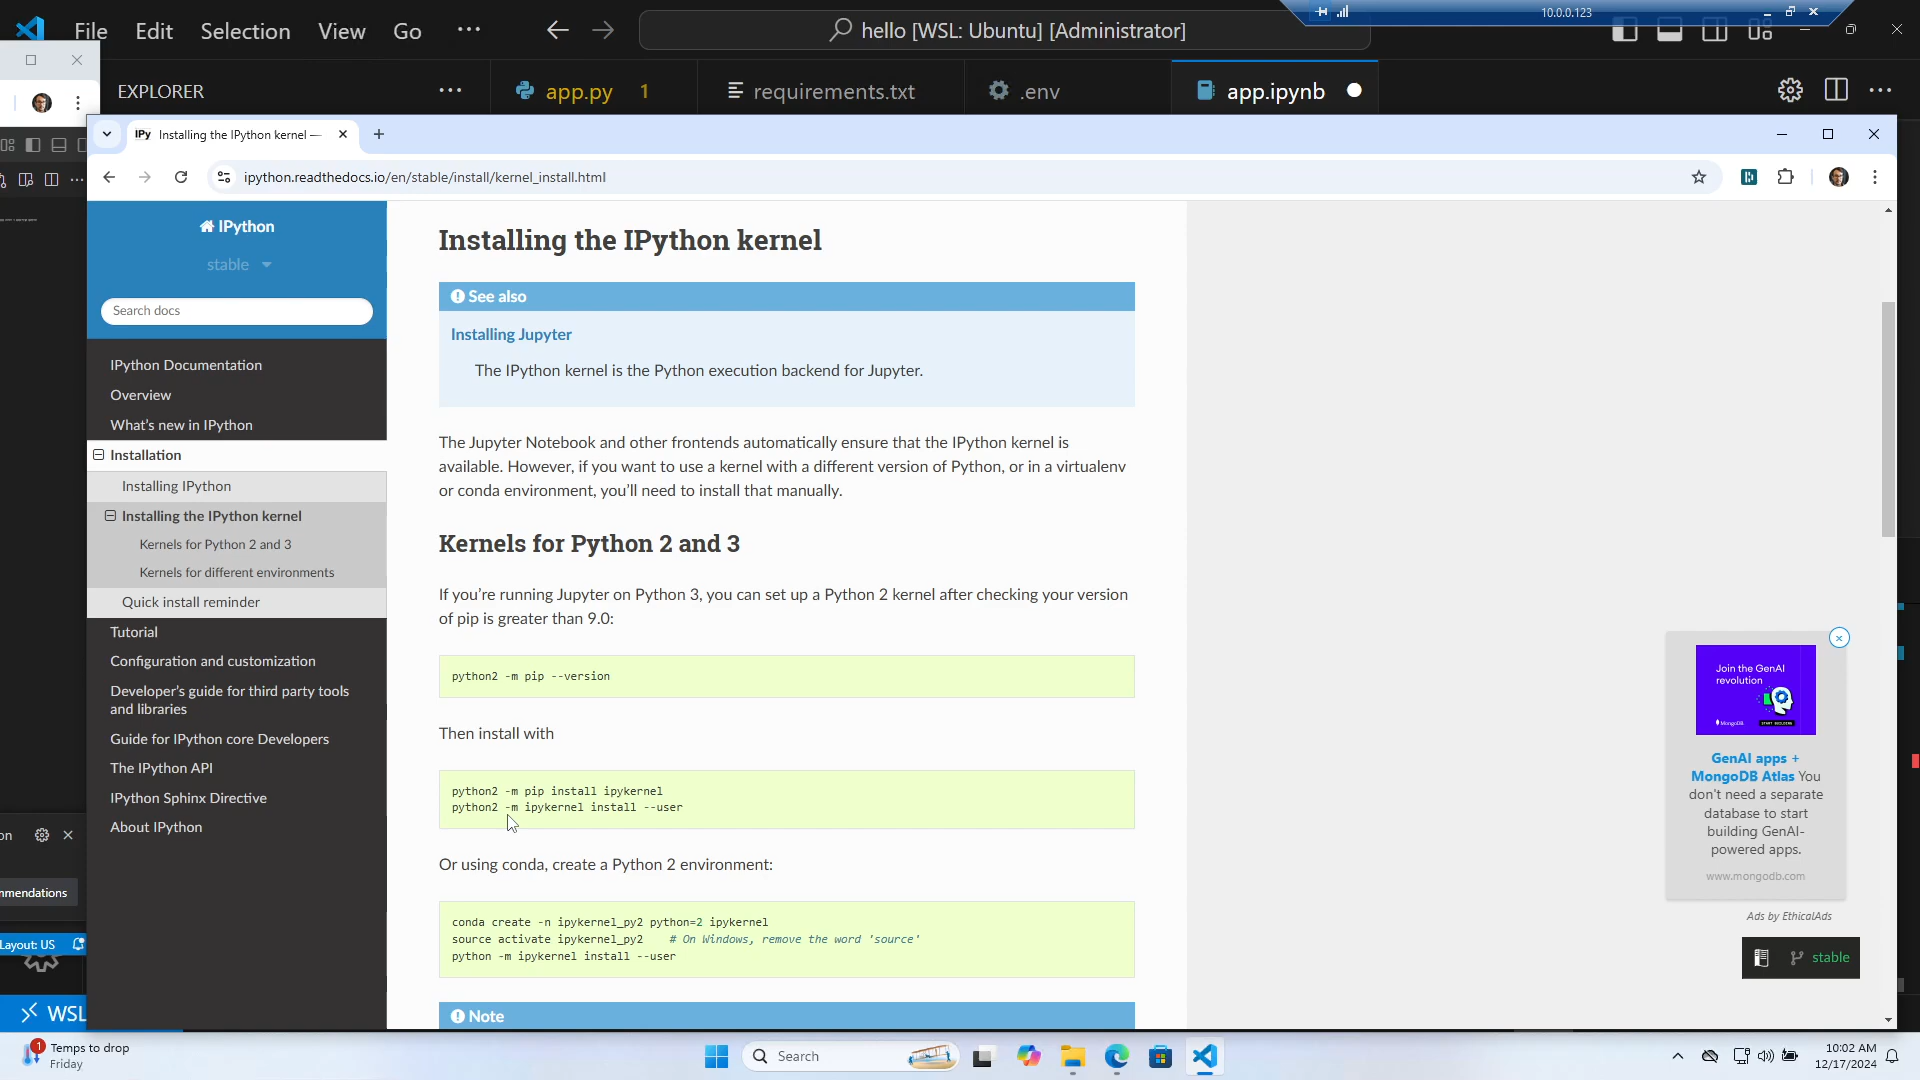 File Edit Selection View Go ···
hello [WSL: Ubuntu] [Administrator]
10.0.0.123
EXPLORER
app.py 1
requirements.txt
.env
app.ipynb
IPy Installing the IPython kernel —
ipython.readthedocs.io/en/stable/install/kernel_install.html
IPython
stable
Search docs
IPython Documentation
Overview
What's new in IPython
Installation
Installing IPython
Installing the IPython kernel
Kernels for Python 2 and 3
Kernels for different environments
Quick install reminder
Tutorial
Configuration and customization
Developer's guide for third party tools
and libraries
Guide for IPython core Developers
The IPython API
IPython Sphinx Directive
About IPython
Installing the IPython kernel
See also
Installing Jupyter
The IPython kernel is the Python execution backend for Jupyter.
The Jupyter Notebook and other frontends automatically ensure that the IPython kernel is
available. However, if you want to use a kernel with a different version of Python, or in a virtualenv
or conda environment, you'll need to install that manually.
Kernels for Python 2 and 3
If you're running Jupyter on Python 3, you can set up a Python 2 kernel after checking your version
of pip is greater than 9.0:
python2 -m pip --version
Then install with
python2 -m pip install ipykernel
python2 -m ipykernel install --user
Or using conda, create a Python 2 environment:
conda create -n ipykernel_py2 python=2 ipykernel
source activate ipykernel_py2    # On Windows, remove the word 'source'
python -m ipykernel install --user
Note
Join the GenAI
revolution
MongoDB
START BUILDING
GenAI apps +
MongoDB Atlas You
don't need a separate
database to start
building GenAI-
powered apps.
www.mongodb.com
Ads by EthicalAds
stable
on
mmendations
Layout: US
WSL
1
Temps to drop
Friday
Search
10:02 AM
12/17/2024